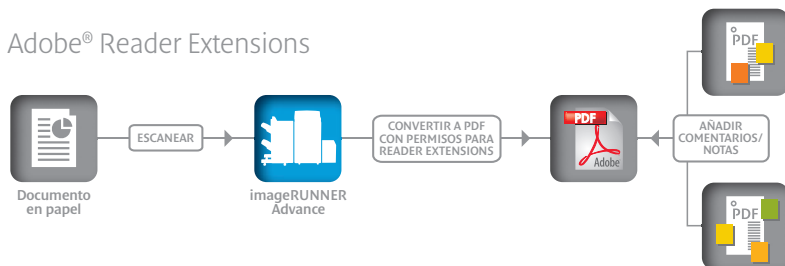 Adobe® Reader Extensions
Documento
en papel
ESCANEAR
imageRUNNER
Advance
CONVERTIR A PDF
CON PERMISOS PARA
READER EXTENSIONS
PDF
Adobe
AÑADIR
COMENTARIOS/
NOTAS
PDF
PDF